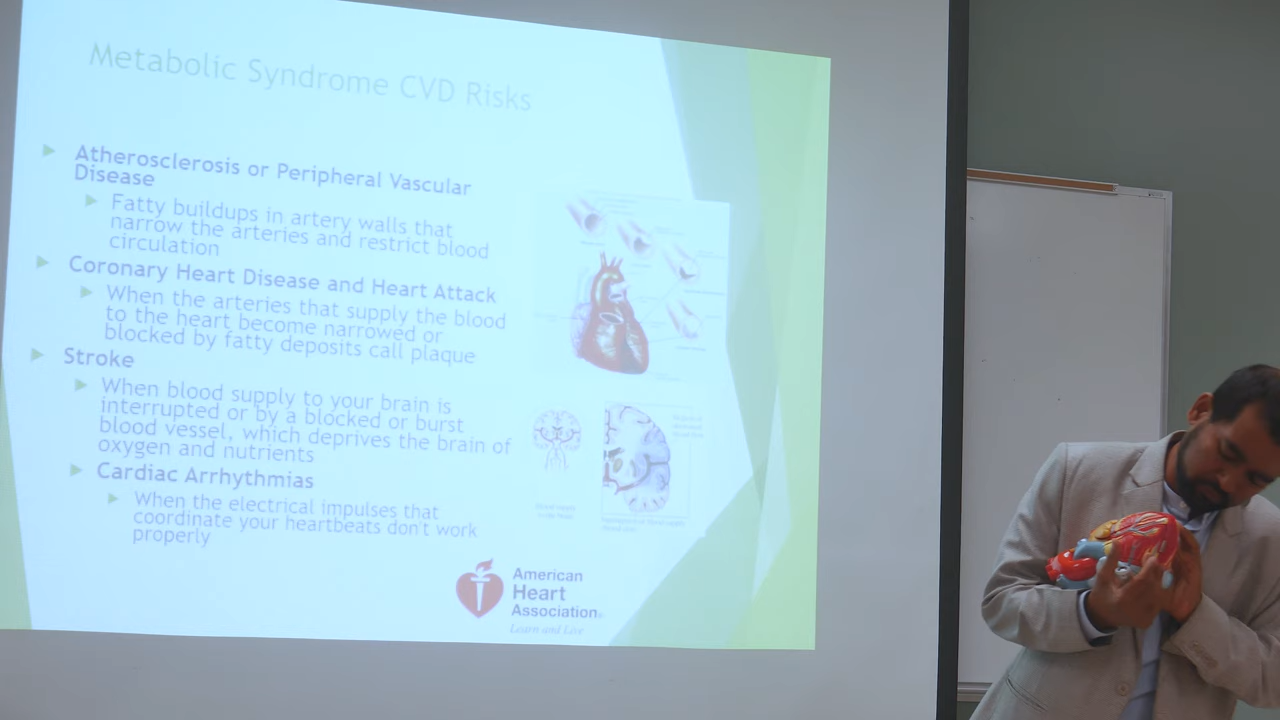 Metabolic Syndrome CVD Risks
Atherosclerosis or Peripheral Vascular
Disease
Fatty buildups in artery walls that
narrow the arteries and restrict blood
circulation
Coronary Heart Disease and Heart Attack
When the arteries that supply the blood
to the heart become narrowed or
blocked by fatty deposits call plaque
Stroke
When blood supply to your brain is
interrupted or by a blocked or burst
blood vessel, which deprives the brain of
oxygen and nutrients
Cardiac Arrhythmias
When the electrical impulses that
coordinate your heartbeats don't work
properly
American
Heart
Association®
Learn and Live